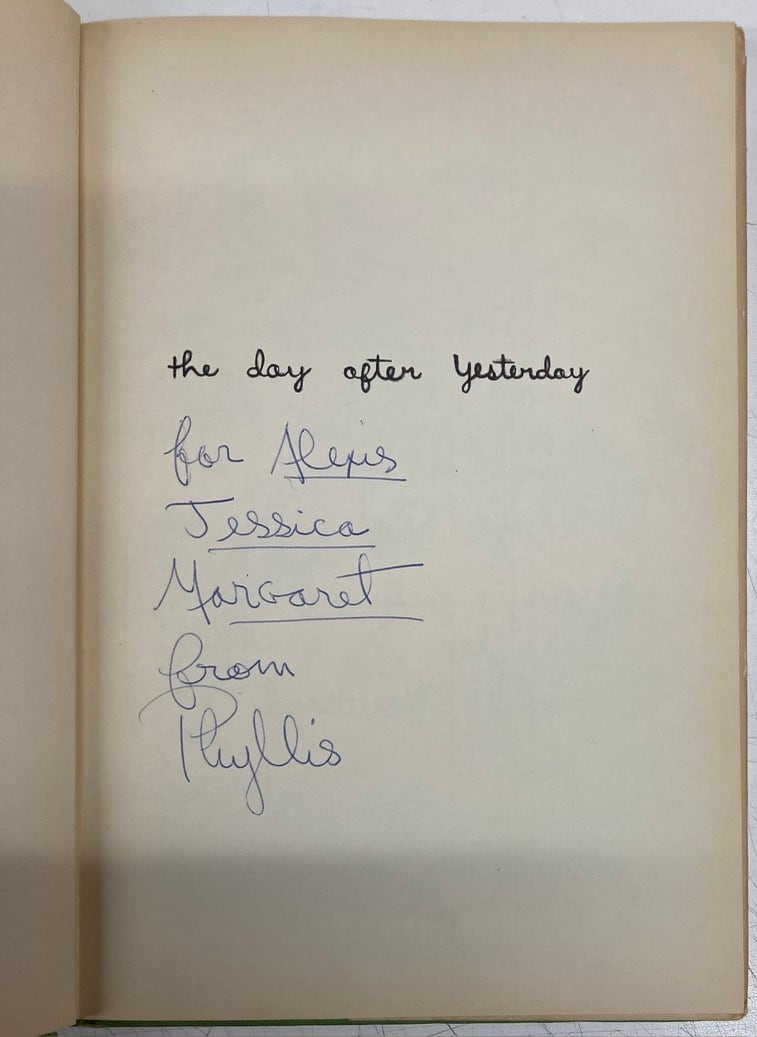 the day after Yesterday
for Alexis
Jessica
Margaret
from
Phyllis